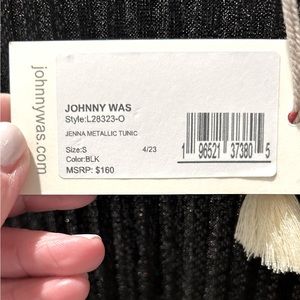 johnnywas.com
JOHNNY WAS
Style:L28323-O
JENNA METALLIC TUNIC
Size:S 4/23
Color:BLK
MSRP: $160
1 96521 37380 5